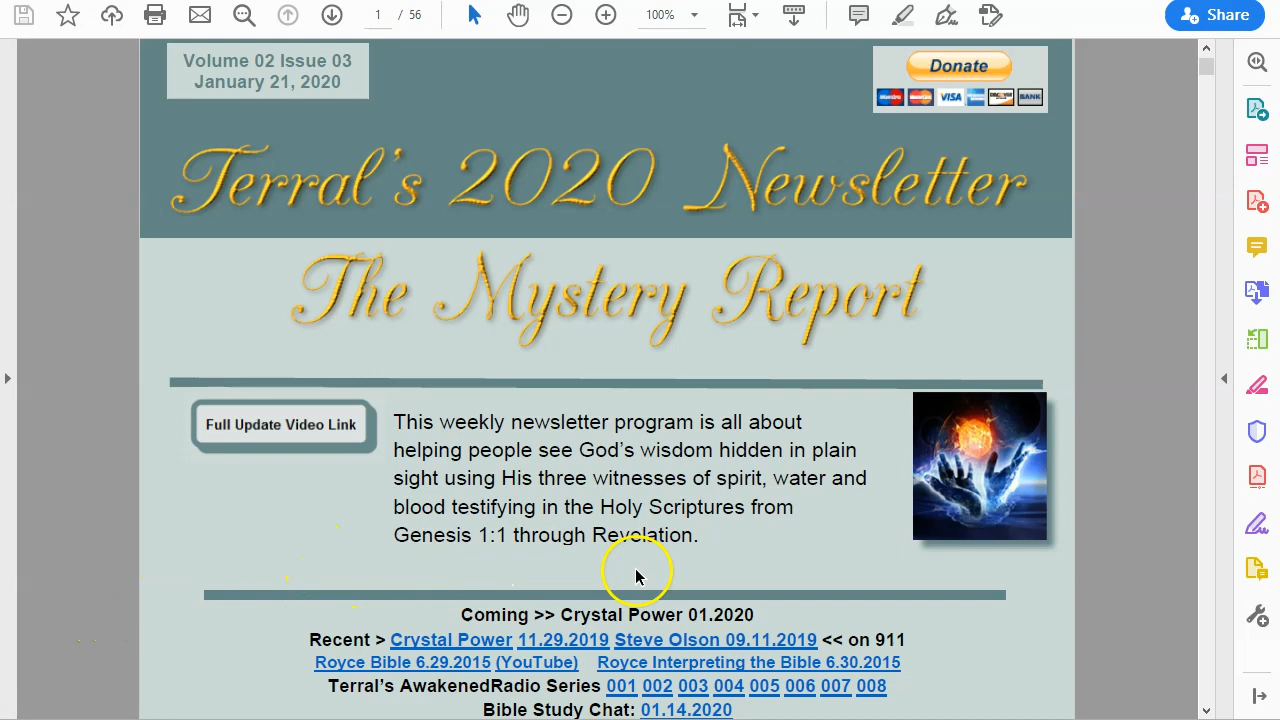 1 / 56
100%
Share
Volume 02 Issue 03
January 21, 2020
Donate
Maestro MasterCard VISA DISCOVER BANK
Terral's 2020 Newsletter
The Mystery Report
Full Update Video Link
This weekly newsletter program is all about
helping people see God's wisdom hidden in plain
sight using His three witnesses of spirit, water and
blood testifying in the Holy Scriptures from
Genesis 1:1 through Revelation.
Coming >> Crystal Power 01.2020
Recent > Crystal Power 11.29.2019 Steve Olson 09.11.2019 << on 911
Royce Bible 6.29.2015 (YouTube) Royce Interpreting the Bible 6.30.2015
Terral's AwakenedRadio Series 001 002 003 004 005 006 007 008
Bible Study Chat: 01.14.2020